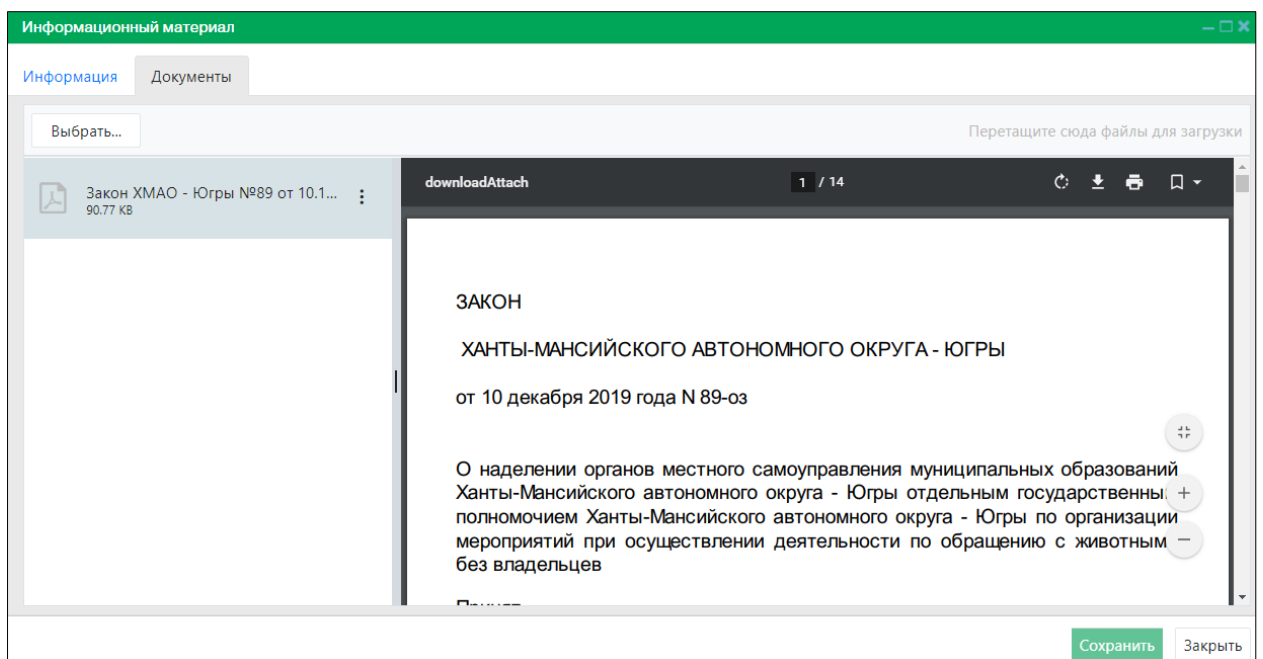 Информационный материал
Информация Документы
Выбрать... Перетащите сюда файлы для загрузки
Закон ХМАО - Югры №89 от 10.1...
90.77 KB
downloadAttach 1 / 14
ЗАКОН
ХАНТЫ-МАНСИЙСКОГО АВТОНОМНОГО ОКРУГА - ЮГРЫ
от 10 декабря 2019 года N 89-оз
О наделении органов местного самоуправления муниципальных образований
Ханты-Мансийского автономного округа - Югры отдельным государственны
полномочием Ханты-Мансийского автономного округа - Югры по организации
мероприятий при осуществлении деятельности по обращению с животным
без владельцев
Сохранить Закрыть